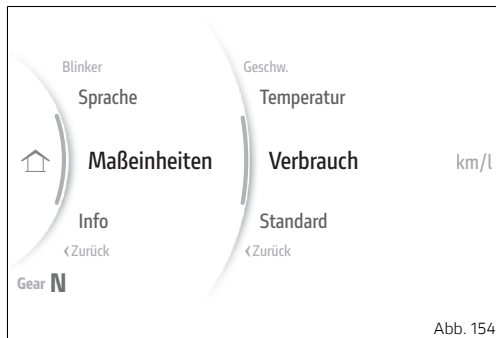 Blinker
Geschw.
Sprache
Temperatur
Maßeinheiten
Verbrauch
km/l
Info
Standard
‹Zurück
‹Zurück
Gear N
Abb. 154